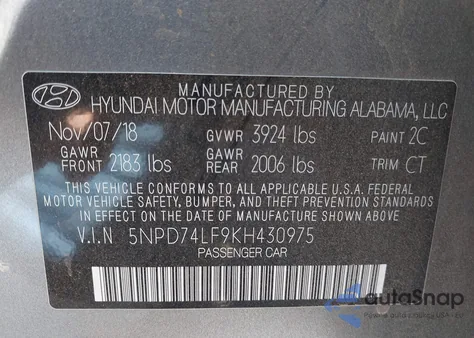 MANUFACTURED BY
HYUNDAI MOTOR MANUFACTURING ALABAMA, LLC
Nov/07/18 GVWR 3924 lbs PAINT 2C
GAWR FRONT 2183 lbs GAWR REAR 2006 lbs TRIM CT
THIS VEHICLE CONFORMS TO ALL APPLICABLE U.S.A. FEDERAL
MOTOR VEHICLE SAFETY, BUMPER, AND THEFT PREVENTION STANDARDS
IN EFFECT ON THE DATE OF MANUFACTURE SHOWN ABOVE.
V.I.N 5NPD74LF9KH430975
PASSENGER CAR
autoSnap